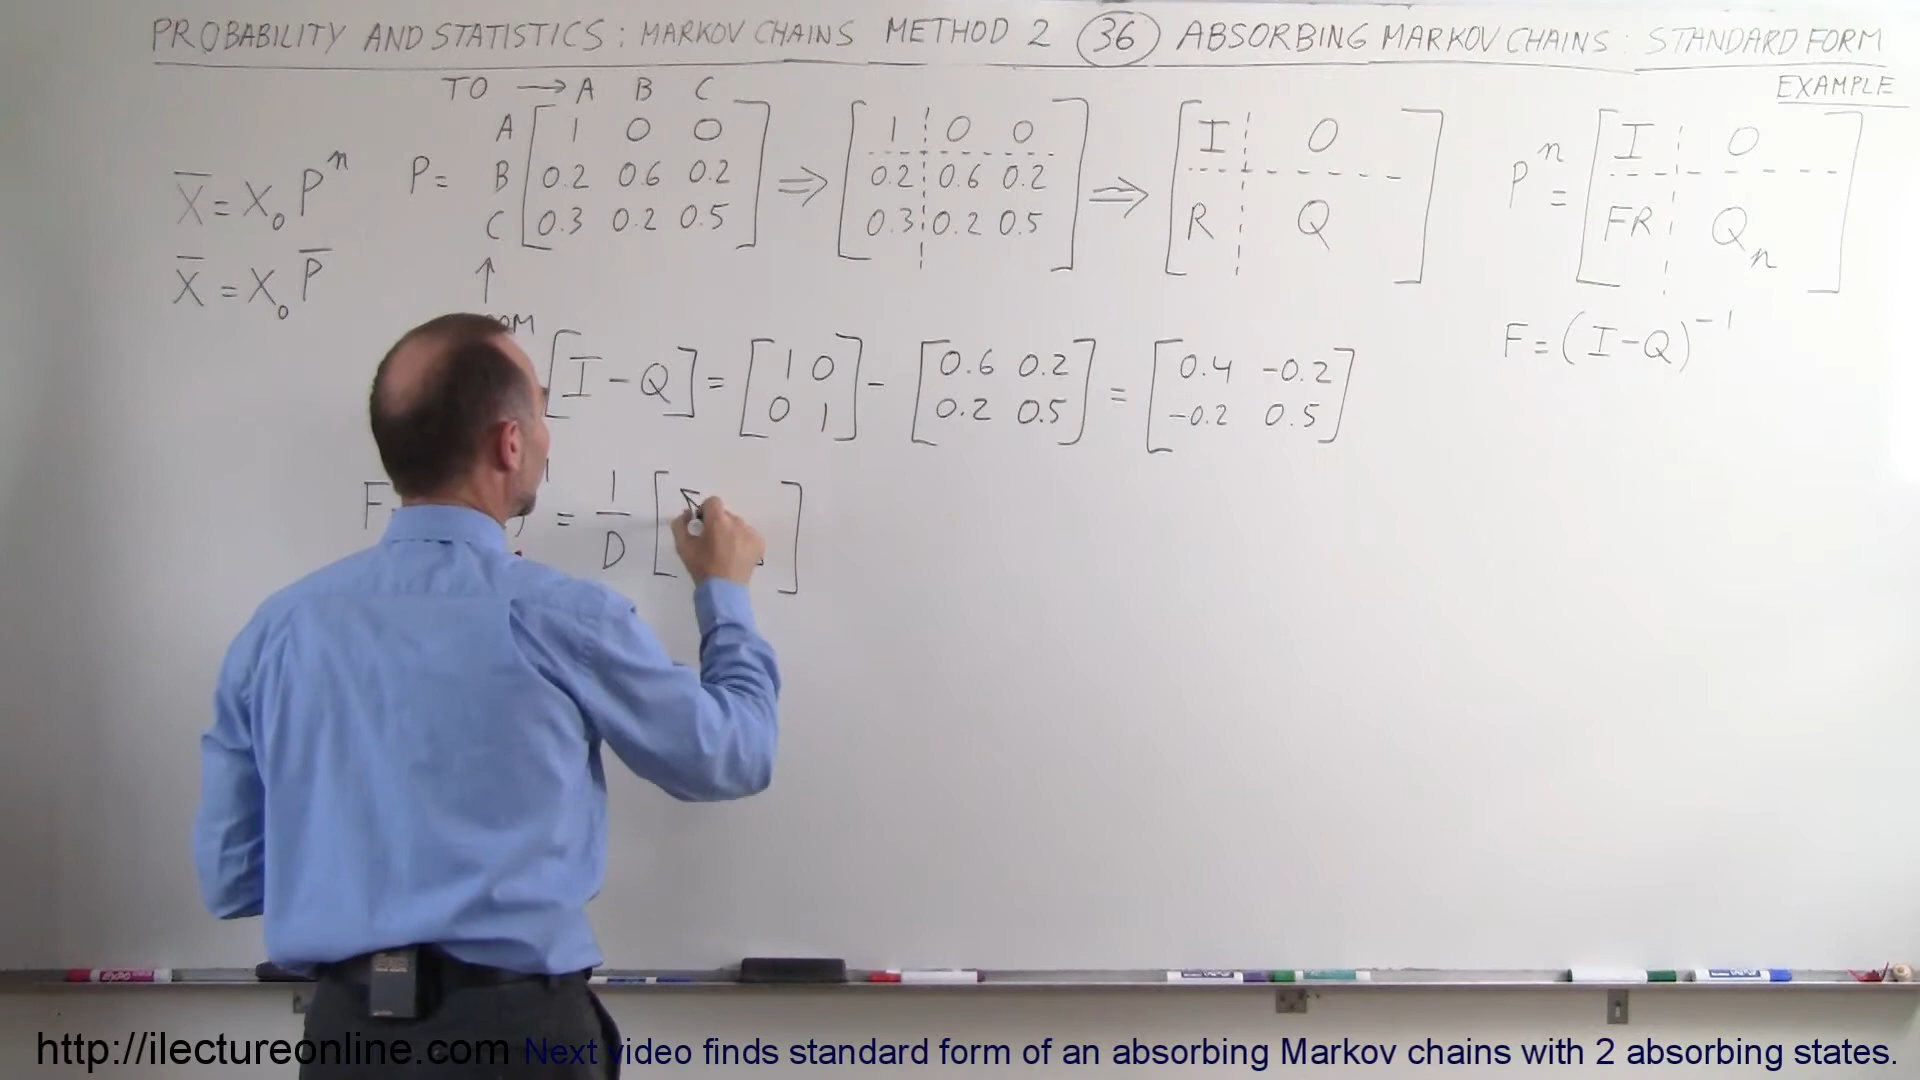 PROBABILITY AND STATISTICS: MARKOV CHAINS METHOD 2 (36) ABSORBING MARKOV CHAINS: STANDARD FORM
EXAMPLE
TO → A B C
A [ 1 0 0 ] [ 1 0 0 ] [ I 0 ] [ I 0 ]
X̄ = X₀ Pⁿ P = B [ 0.2 0.6 0.2 ] ⇒ [ 0.2 0.6 0.2 ] ⇒ Pⁿ =
C [ 0.3 0.2 0.5 ] [ 0.3 0.2 0.5 ] [ R Q ] [ FR Qₙ ]
X̄ = X₀ P̄ ↑
OM
F = (I - Q)⁻¹
[I - Q] = [ 1 0 ] - [ 0.6 0.2 ] = [ 0.4 -0.2 ]
[ 0 1 ] [ 0.2 0.5 ] [ -0.2 0.5 ]
F = 1/D [ ]
http://ilectureonline.com Next video finds standard form of an absorbing Markov chains with 2 absorbing states.